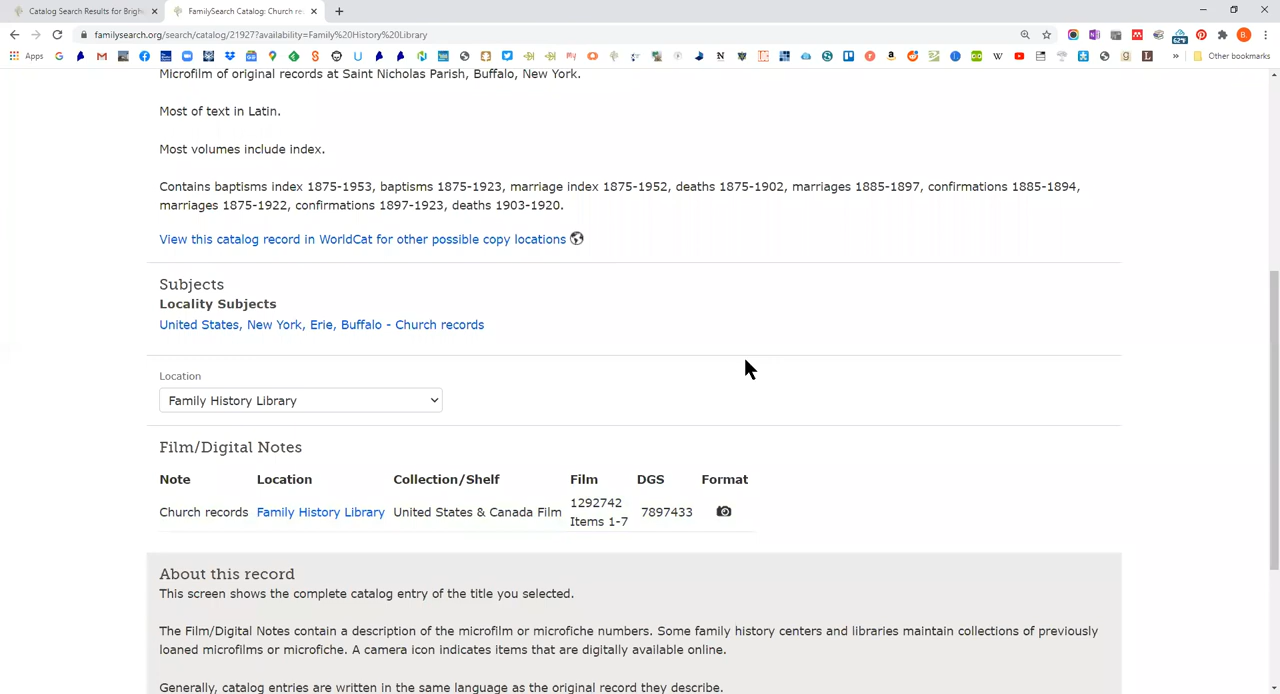 Catalog Search Results for Brigh
FamilySearch Catalog: Church re
familysearch.org/search/catalog/21927?availability=Family%20History%20Library
Apps
Other bookmarks
Microfilm of original records at Saint Nicholas Parish, Buffalo, New York.
Most of text in Latin.
Most volumes include index.
Contains baptisms index 1875-1953, baptisms 1875-1923, marriage index 1875-1952, deaths 1875-1902, marriages 1885-1897, confirmations 1885-1894,
marriages 1875-1922, confirmations 1897-1923, deaths 1903-1920.
View this catalog record in WorldCat for other possible copy locations
Subjects
Locality Subjects
United States, New York, Erie, Buffalo - Church records
Location
Family History Library
Film/Digital Notes
Note Location Collection/Shelf Film DGS Format
Church records Family History Library United States & Canada Film 1292742 Items 1-7 7897433
About this record
This screen shows the complete catalog entry of the title you selected.
The Film/Digital Notes contain a description of the microfilm or microfiche numbers. Some family history centers and libraries maintain collections of previously
loaned microfilms or microfiche. A camera icon indicates items that are digitally available online.
Generally, catalog entries are written in the same language as the original record they describe.